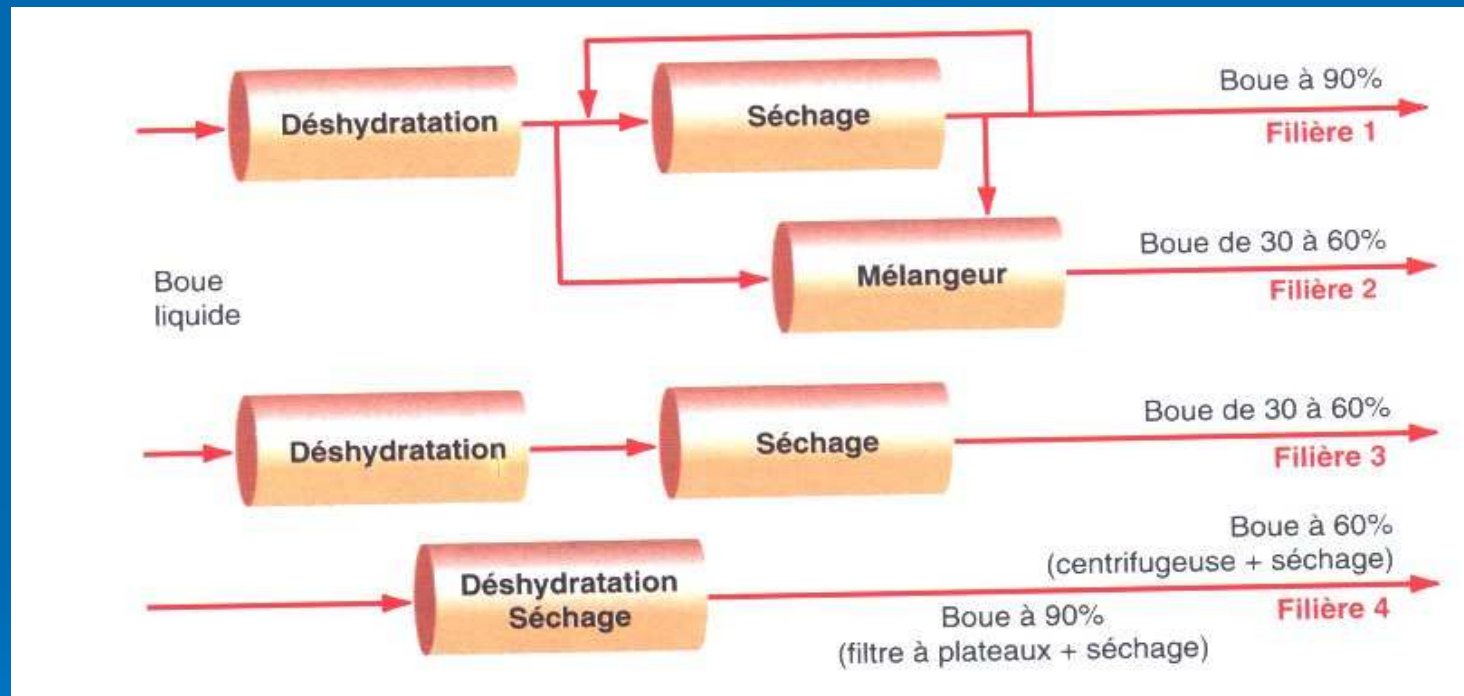 Déshydratation
Séchage
Boue à 90%
Filière 1
Mélangeur
Boue de 30 à 60%
Filière 2
Boue
liquide
Déshydratation
Séchage
Boue de 30 à 60%
Filière 3
Déshydratation
Séchage
Boue à 60%
(centrifugeuse + séchage)
Filière 4
Boue à 90%
(filtre à plateaux + séchage)